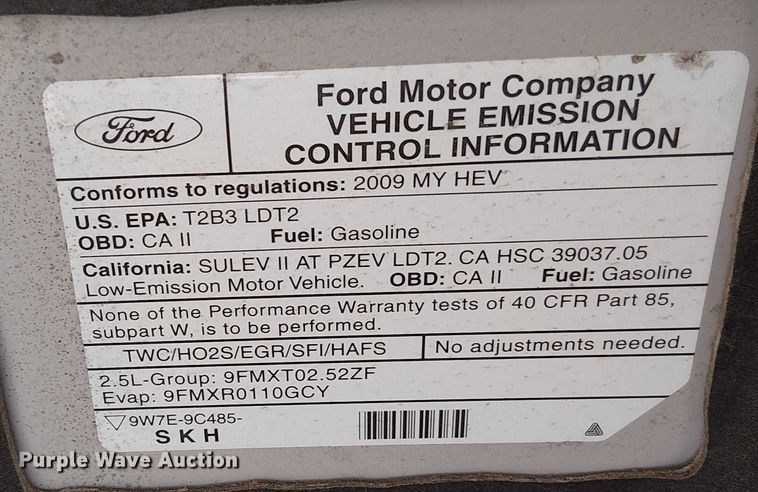 Ford
Ford Motor Company
VEHICLE EMISSION
CONTROL INFORMATION
Conforms to regulations: 2009 MY HEV
U.S. EPA: T2B3 LDT2
OBD: CA II Fuel: Gasoline
California: SULEV II AT PZEV LDT2. CA HSC 39037.05
Low-Emission Motor Vehicle. OBD: CA II Fuel: Gasoline
None of the Performance Warranty tests of 40 CFR Part 85,
subpart W, is to be performed.
TWC/HO2S/EGR/SFI/HAFS No adjustments needed.
2.5L-Group: 9FMXT02.52ZF
Evap: 9FMXR0110GCY
9W7E-9C485-
SKH
Purple Wave Auction